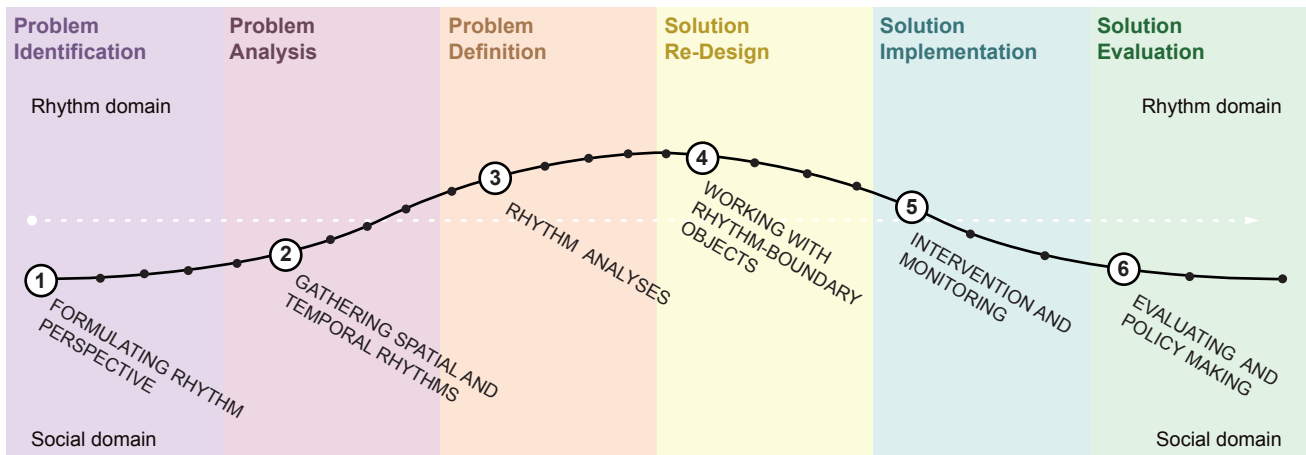 Problem
Identification
Problem
Analysis
Problem
Definition
Solution
Re-Design
Solution
Implementation
Solution
Evaluation
Rhythm domain
Rhythm domain
1
FORMULATING RHYTHM
PERSPECTIVE
2
GATHERING SPATIAL AND
TEMPORAL RHYTHMS
3
RHYTHM ANALYSES
4
WORKING WITH
RHYTHM-BOUNDARY
OBJECTS
5
INTERVENTION AND
MONITORING
6
EVALUATING AND
POLICY MAKING
Social domain
Social domain